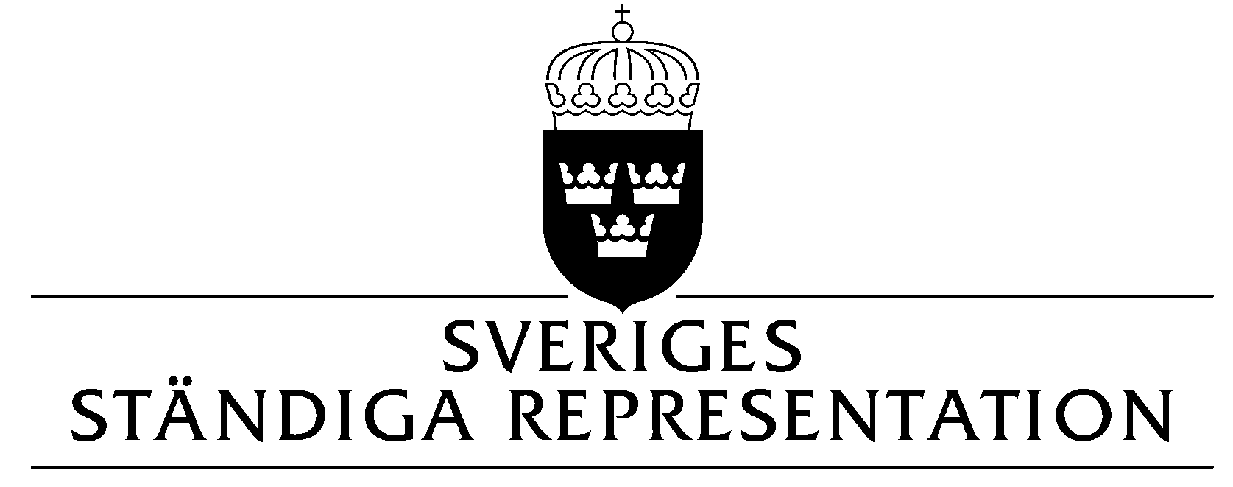 SVERIGES
STÄNDIGA REPRESENTATION